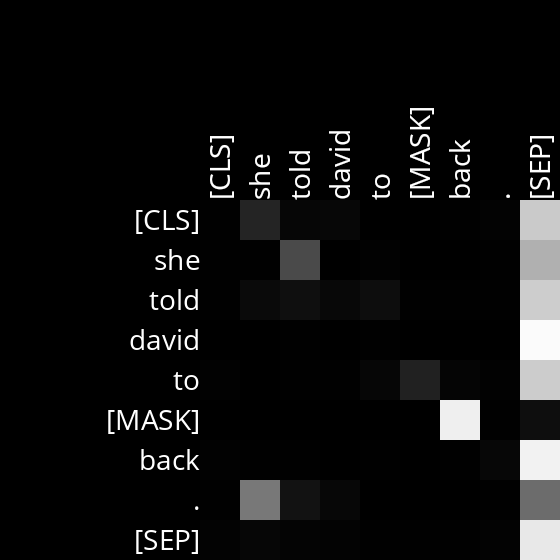 [CLS] she told david to [MASK] back . [SEP]
[CLS]
she
told
david
to
[MASK]
back
.
[SEP]